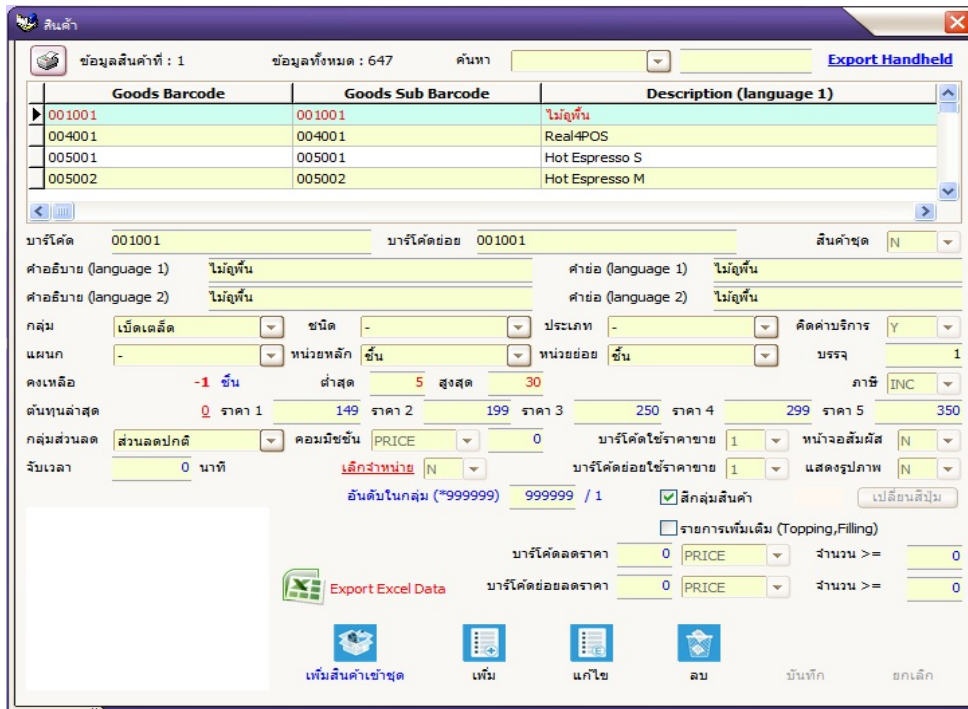 สินค้า
ข้อมูลสินค้าที่ : 1 ข้อมูลทั้งหมด : 647 ค้นหา Export Handheld
Goods Barcode Goods Sub Barcode Description (language 1)
001001 001001 ไม้ถูพื้น
004001 004001 Real4POS
005001 005001 Hot Espresso S
005002 005002 Hot Espresso M
บาร์โค้ด 001001 บาร์โค้ดย่อย 001001 สินค้าชุด N
คำอธิบาย (language 1) ไม้ถูพื้น คำย่อ (language 1) ไม้ถูพื้น
คำอธิบาย (language 2) ไม้ถูพื้น คำย่อ (language 2) ไม้ถูพื้น
กลุ่ม เบ็ดเตล็ด ชนิด - ประเภท - คิดค่าบริการ Y
แผนก - หน่วยหลัก ชิ้น หน่วยย่อย ชิ้น บรรจุ 1
คงเหลือ -1 ชิ้น ต่ำสุด 5 สูงสุด 30 ภาษี INC
ต้นทุนล่าสุด 0 ราคา 1 149 ราคา 2 199 ราคา 3 250 ราคา 4 299 ราคา 5 350
กลุ่มส่วนลด ส่วนลดปกติ คอมมิชชั่น PRICE 0 บาร์โค้ดใช้ราคาขาย 1 หน้าจอสัมผัส N
จับเวลา 0 นาที เลิกจำหน่าย N บาร์โค้ดย่อยใช้ราคาขาย 1 แสดงรูปภาพ N
อันดับในกลุ่ม (*999999) 999999 / 1 สีกลุ่มสินค้า เปลี่ยนสีปุ่ม
รายการเพิ่มเติม (Topping,Filling)
บาร์โค้ดลดราคา 0 PRICE จำนวน >= 0
Export Excel Data บาร์โค้ดย่อยลดราคา 0 PRICE จำนวน >= 0
เพิ่มสินค้าเข้าชุด เพิ่ม แก้ไข ลบ บันทึก ยกเลิก